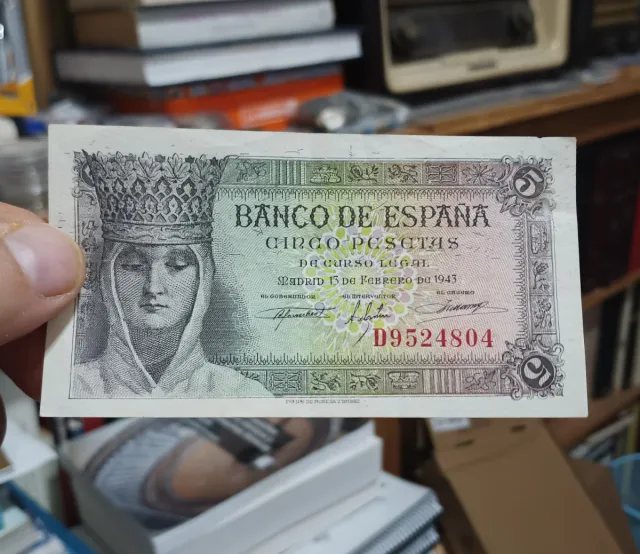 5
BANCO DE ESPAÑA
CINCO PESETAS
DE CURSO LEGAL
MADRID 13 DE FEBRERO DE 1943
EL GOBERNADOR EL INTERVENTOR EL CAJERO
D9524804
5